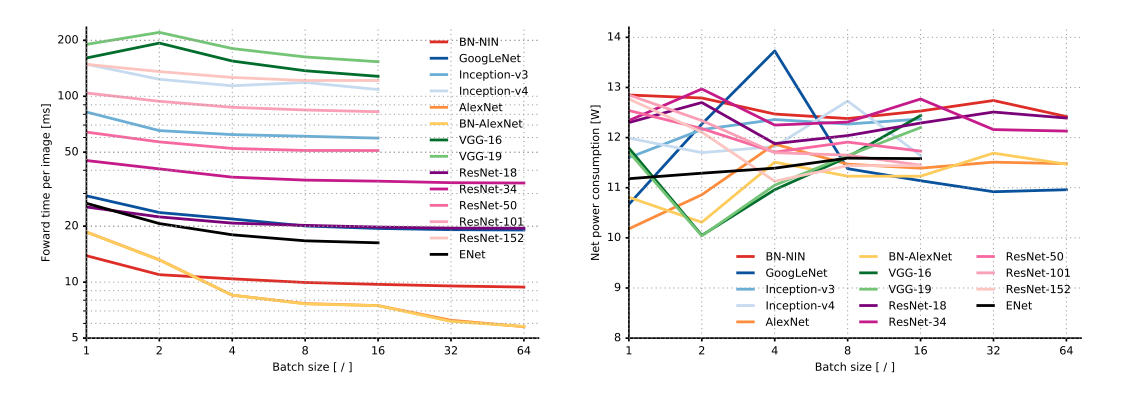 Foward time per image [ms]
200
100
50
20
10
5
1 2 4 8 16 32 64
Batch size [ / ]
BN-NIN
GoogLeNet
Inception-v3
Inception-v4
AlexNet
BN-AlexNet
VGG-16
VGG-19
ResNet-18
ResNet-34
ResNet-50
ResNet-101
ResNet-152
ENet
Net power consumption [W]
14
13
12
11
10
9
8
1 2 4 8 16 32 64
Batch size [ / ]
BN-NIN BN-AlexNet ResNet-50
GoogLeNet VGG-16 ResNet-101
Inception-v3 VGG-19 ResNet-152
Inception-v4 ResNet-18 ENet
AlexNet ResNet-34